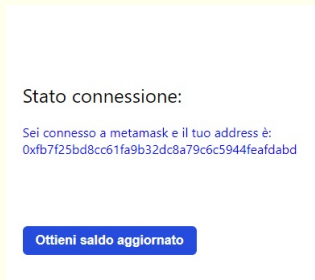 Stato connessione:
Sei connesso a metamask e il tuo address è:
0xfb7f25bd8cc61fa9b32dc8a79c6c5944feafdabd
Ottieni saldo aggiornato